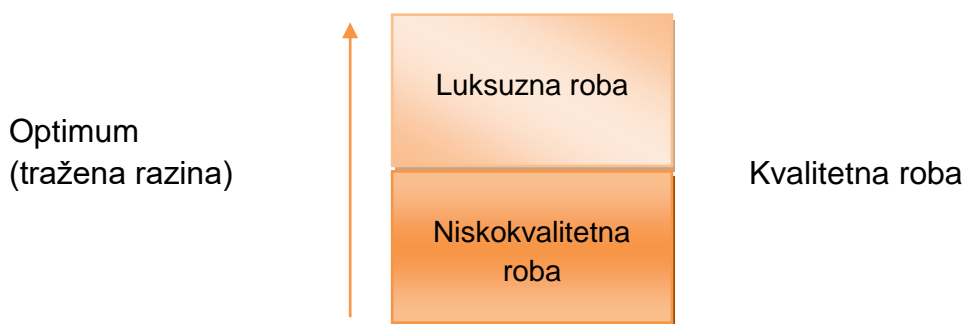 Luksuzna roba
Optimum
(tražena razina)
Kvalitetna roba
Niskokvalitetna
roba